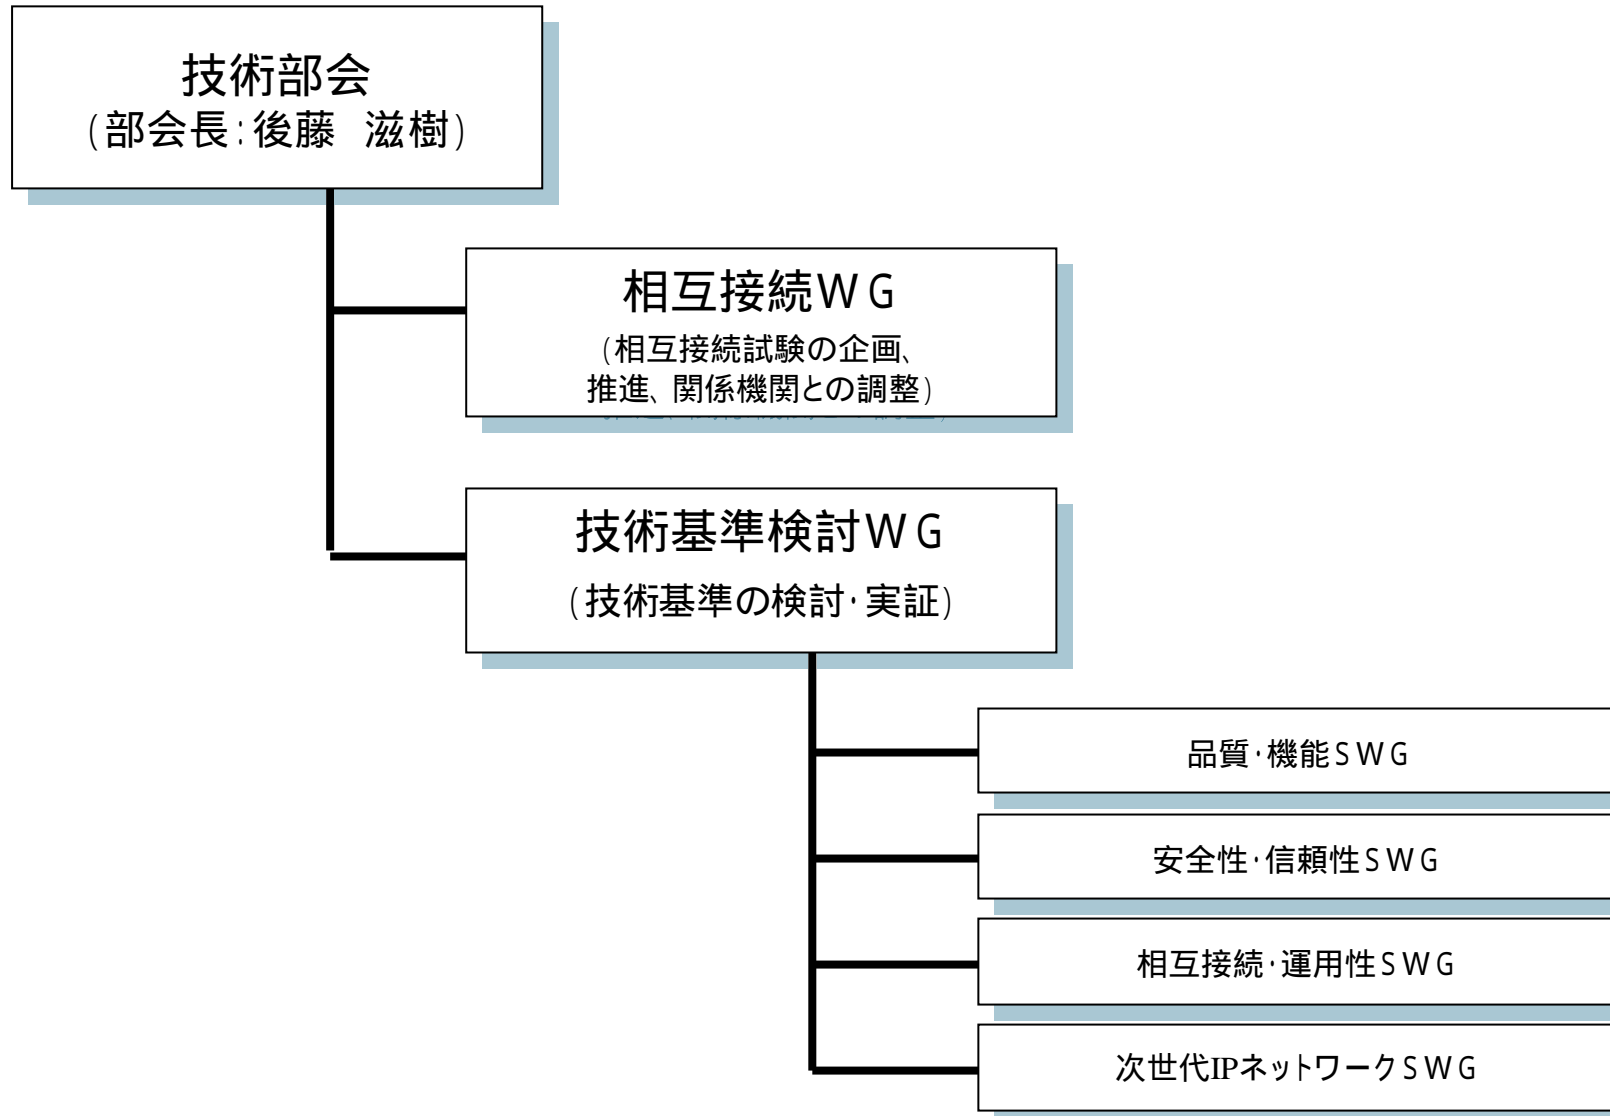 技術部会
(部会長:後藤　滋樹)
相互接続WG
(相互接続試験の企画、
推進、関係機関との調整)
技術基準検討WG
(技術基準の検討・実証)
品質・機能SWG
安全性・信頼性SWG
相互接続・運用性SWG
次世代IPネットワークSWG